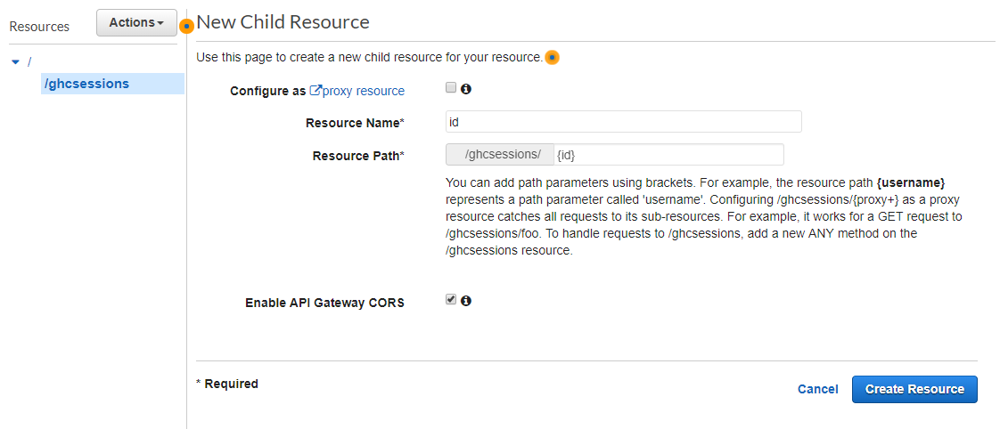 Resources
Actions
New Child Resource
/
/ghcsessions
Use this page to create a new child resource for your resource.
Configure as proxy resource
Resource Name*
id
Resource Path*
/ghcsessions/
{id}
You can add path parameters using brackets. For example, the resource path {username}
represents a path parameter called 'username'. Configuring /ghcsessions/{proxy+} as a proxy
resource catches all requests to its sub-resources. For example, it works for a GET request to
/ghcsessions/foo. To handle requests to /ghcsessions, add a new ANY method on the
/ghcsessions resource.
Enable API Gateway CORS
* Required
Cancel
Create Resource